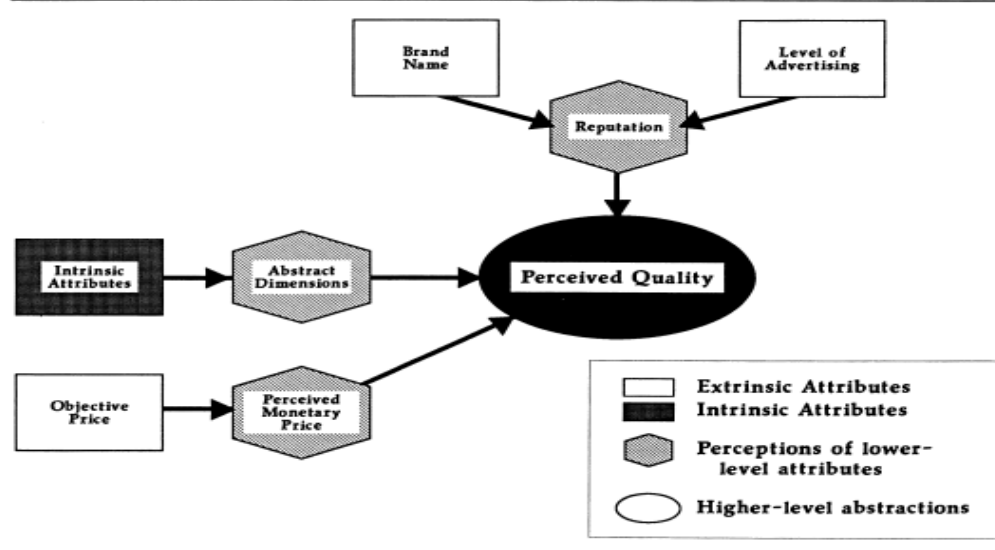 Brand
Name
Level of
Advertising
Reputation
Intrinsic
Attributes
Abstract
Dimensions
Perceived Quality
Objective
Price
Perceived
Monetary
Price
Extrinsic Attributes
Intrinsic Attributes
Perceptions of lower-
level attributes
Higher-level abstractions